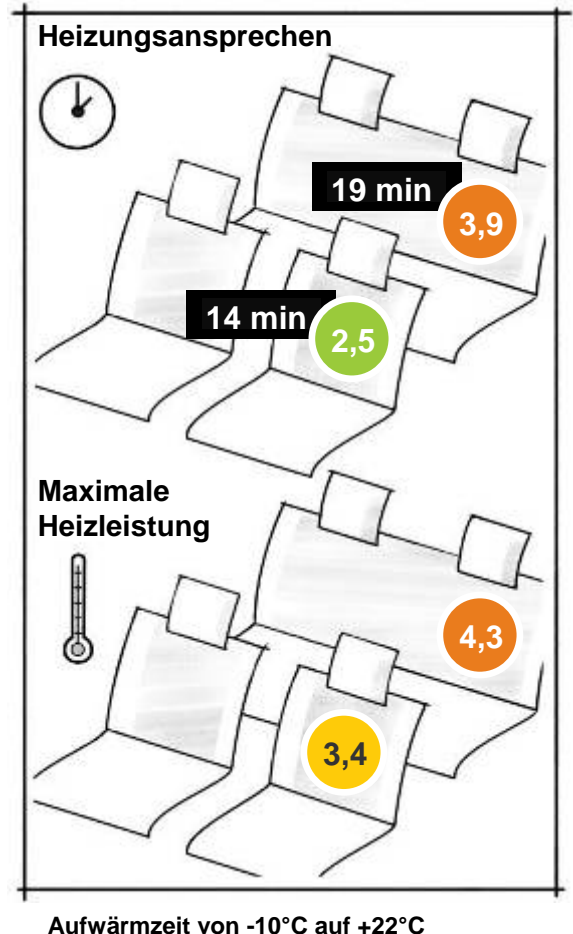 Heizungsansprechen
19 min
3,9
14 min
2,5
Maximale
Heizleistung
4,3
3,4
Aufwärmzeit von -10°C auf +22°C